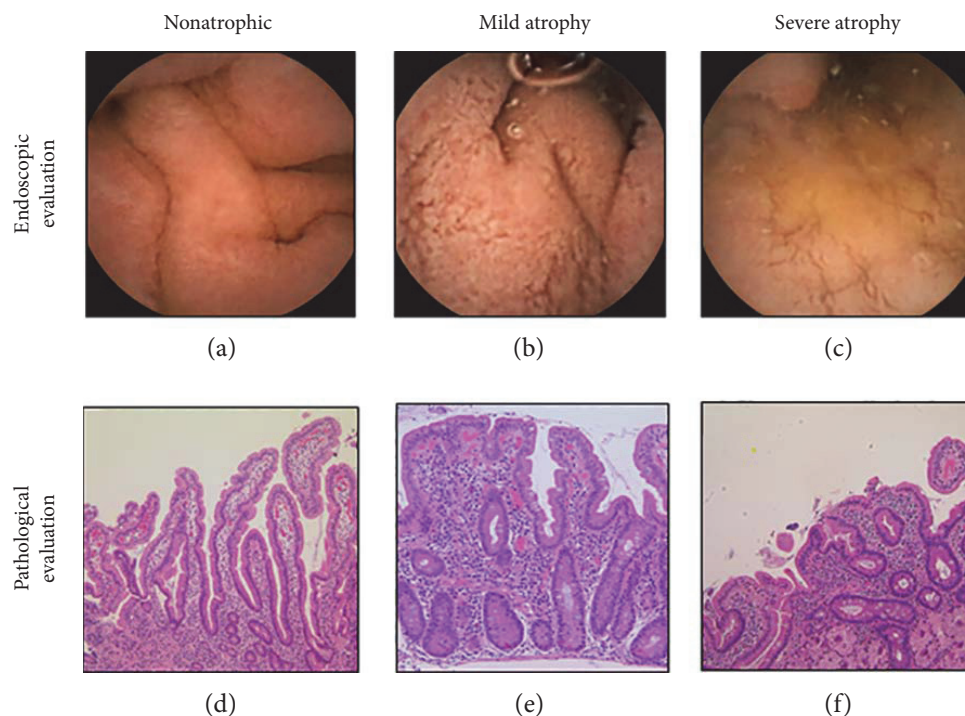 Nonatrophic
Mild atrophy
Severe atrophy
Endoscopic
evaluation
(a)
(b)
(c)
Pathological
evaluation
(d)
(e)
(f)